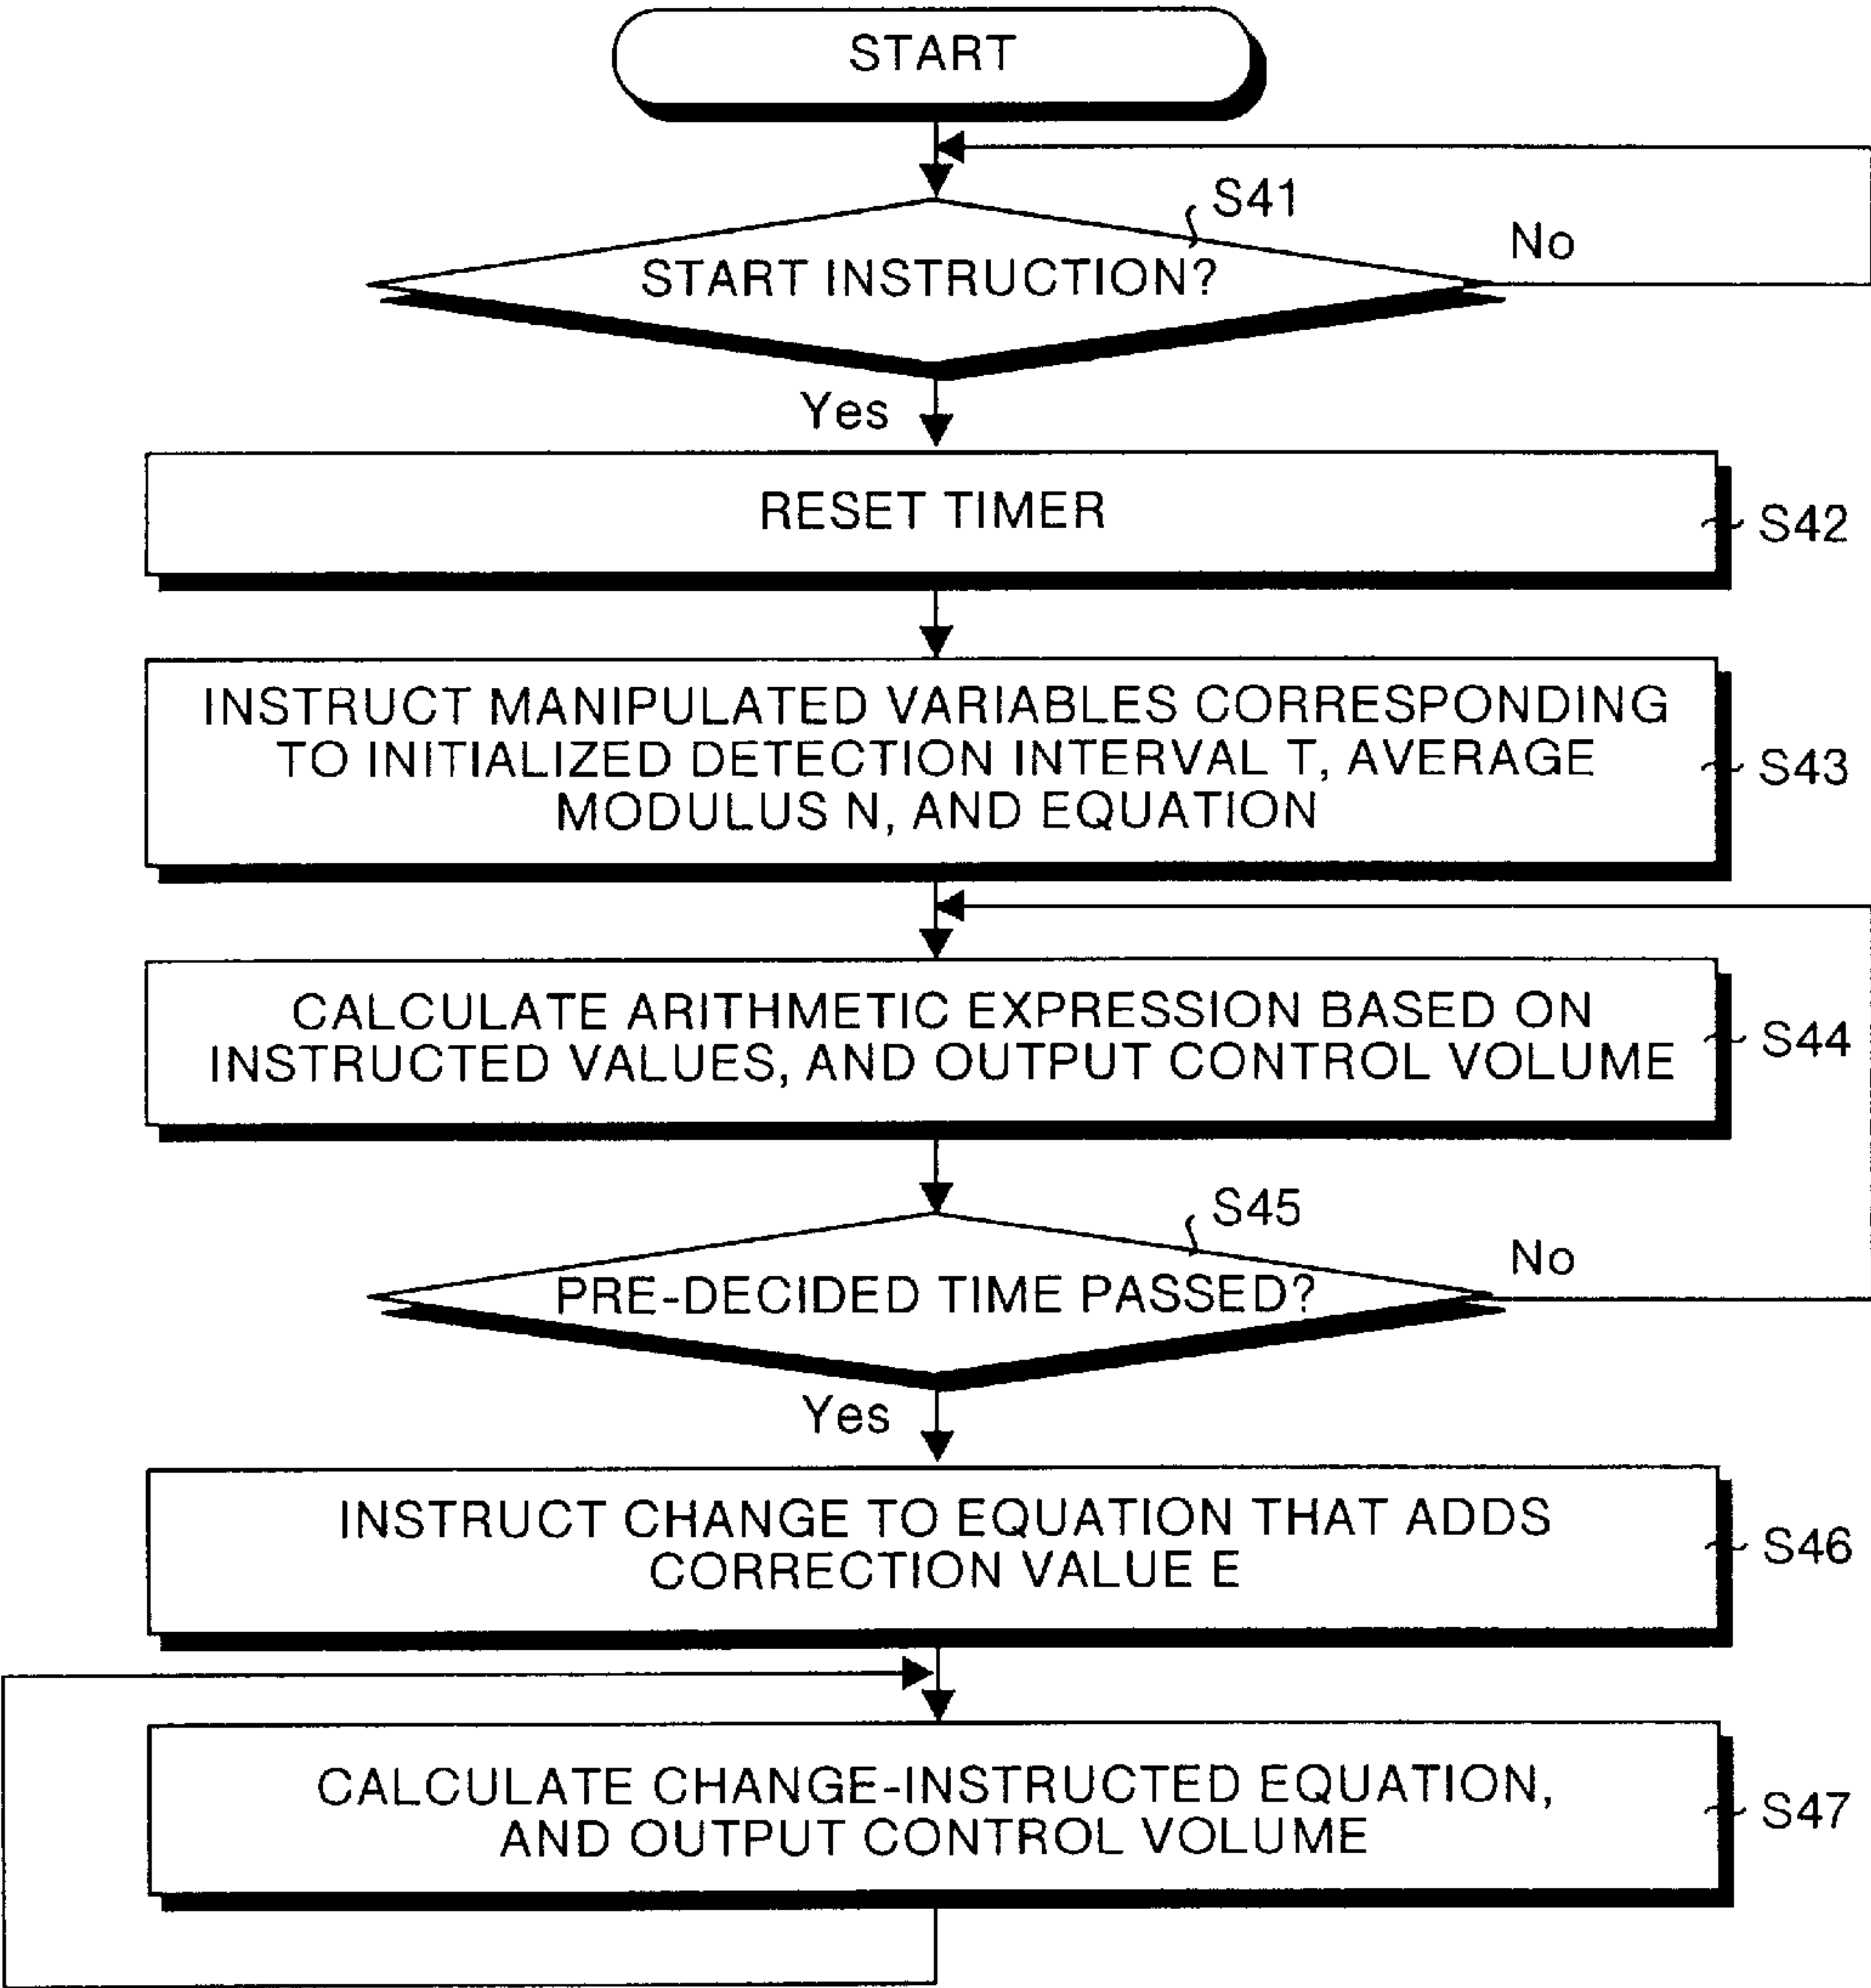 START
S41
No
START INSTRUCTION?
Yes
RESET TIMER
S42
INSTRUCT MANIPULATED VARIABLES CORRESPONDING
TO INITIALIZED DETECTION INTERVAL T, AVERAGE
MODULUS N, AND EQUATION
S43
CALCULATE ARITHMETIC EXPRESSION BASED ON
INSTRUCTED VALUES, AND OUTPUT CONTROL VOLUME
S44
S45
No
PRE-DECIDED TIME PASSED?
Yes
INSTRUCT CHANGE TO EQUATION THAT ADDS
CORRECTION VALUE E
S46
CALCULATE CHANGE-INSTRUCTED EQUATION,
AND OUTPUT CONTROL VOLUME
S47